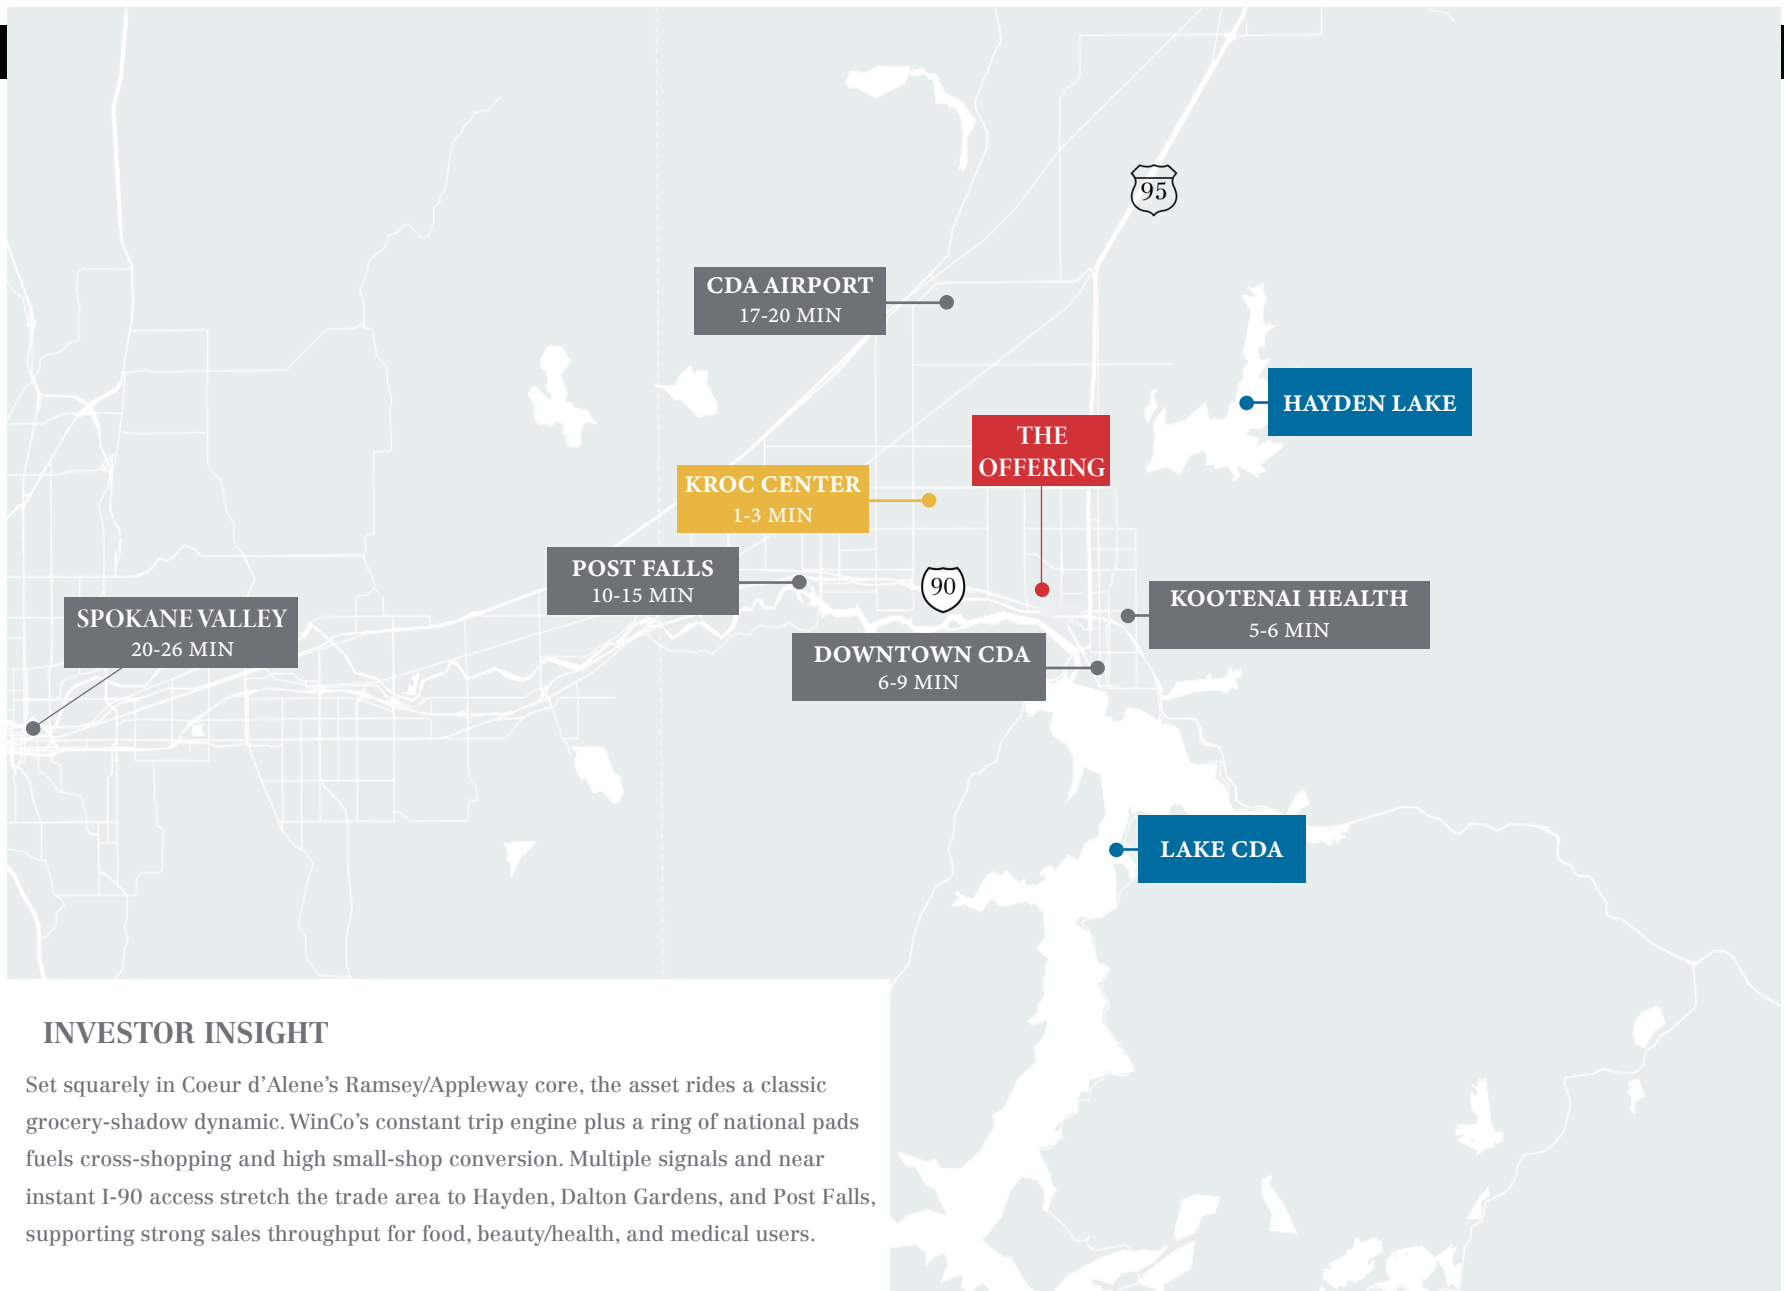 95
CDA AIRPORT
17-20 MIN
HAYDEN LAKE
THE
OFFERING
KROC CENTER
1-3 MIN
POST FALLS
10-15 MIN
90
KOOTENAI HEALTH
5-6 MIN
SPOKANE VALLEY
20-26 MIN
DOWNTOWN CDA
6-9 MIN
LAKE CDA
INVESTOR INSIGHT
Set squarely in Coeur d’Alene’s Ramsey/Appleway core, the asset rides a classic
grocery-shadow dynamic. WinCo’s constant trip engine plus a ring of national pads
fuels cross-shopping and high small-shop conversion. Multiple signals and near
instant I-90 access stretch the trade area to Hayden, Dalton Gardens, and Post Falls,
supporting strong sales throughput for food, beauty/health, and medical users.